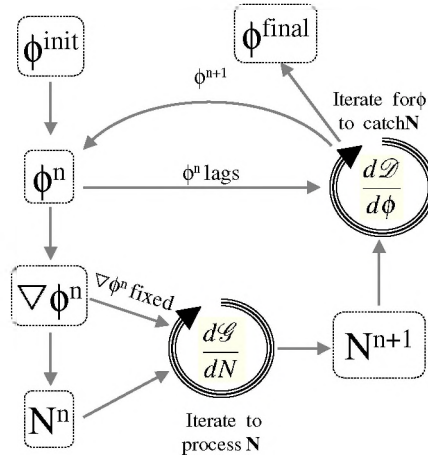 ϕ^init
ϕ^final
ϕ^n+1
Iterate forϕ
to catchN
ϕ^n
ϕ^n lags
d𝒟
dϕ
∇ϕ^n
∇ϕ^n fixed
d𝒢
dN
N^n+1
N^n
Iterate to
process N